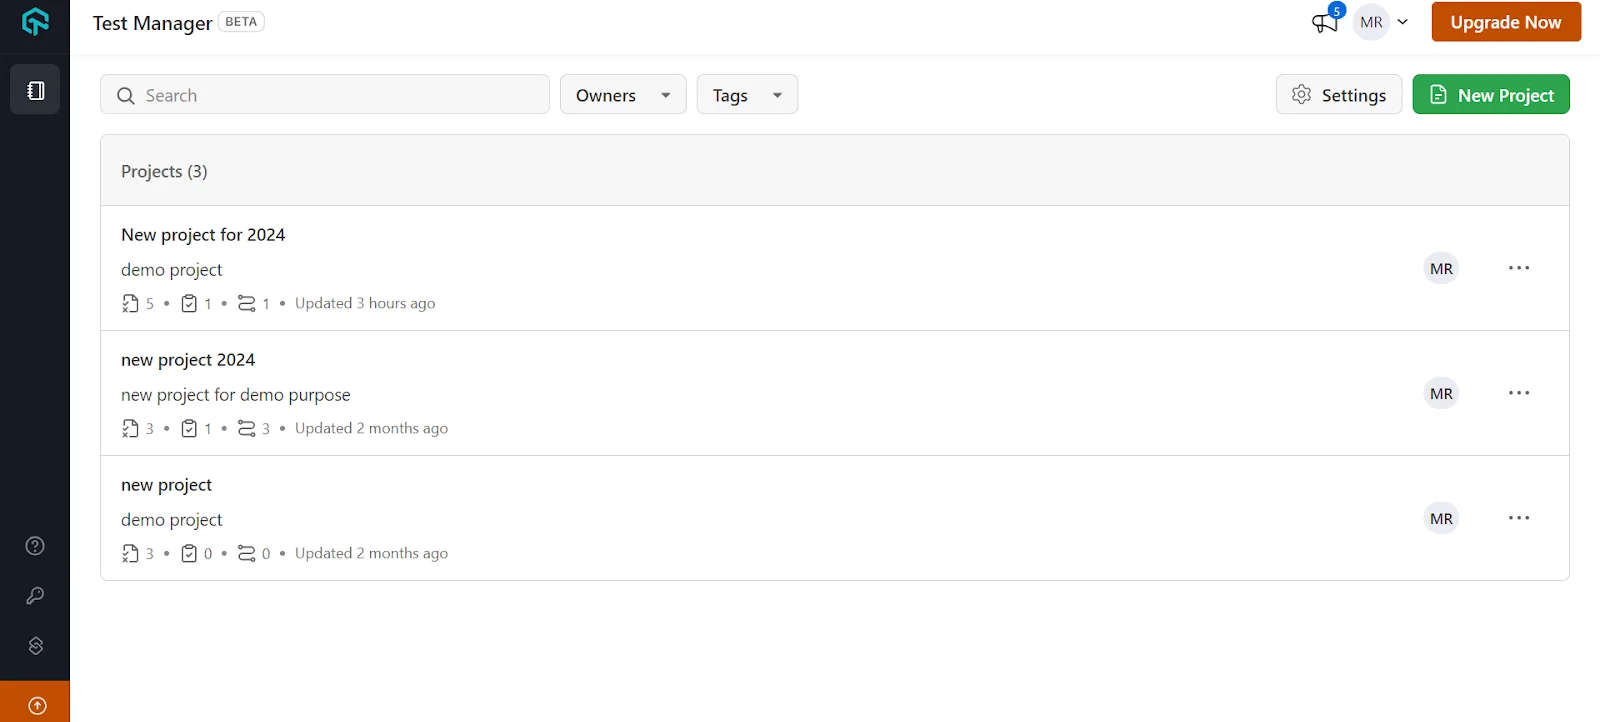 Test Manager BETA
5
MR
Upgrade Now
Search
Owners
Tags
Settings
New Project
Projects (3)
New project for 2024
demo project
5 • 1 • 1 • Updated 3 hours ago
MR
new project 2024
new project for demo purpose
3 • 1 • 3 • Updated 2 months ago
MR
new project
demo project
3 • 0 • 0 • Updated 2 months ago
MR